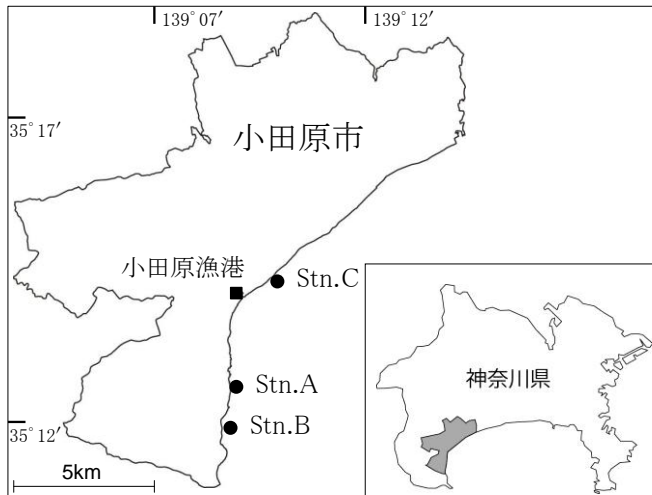 139°07′
139°12′
35°17′
小田原市
小田原漁港
Stn.C
神奈川県
Stn.A
35°12′
Stn.B
5km